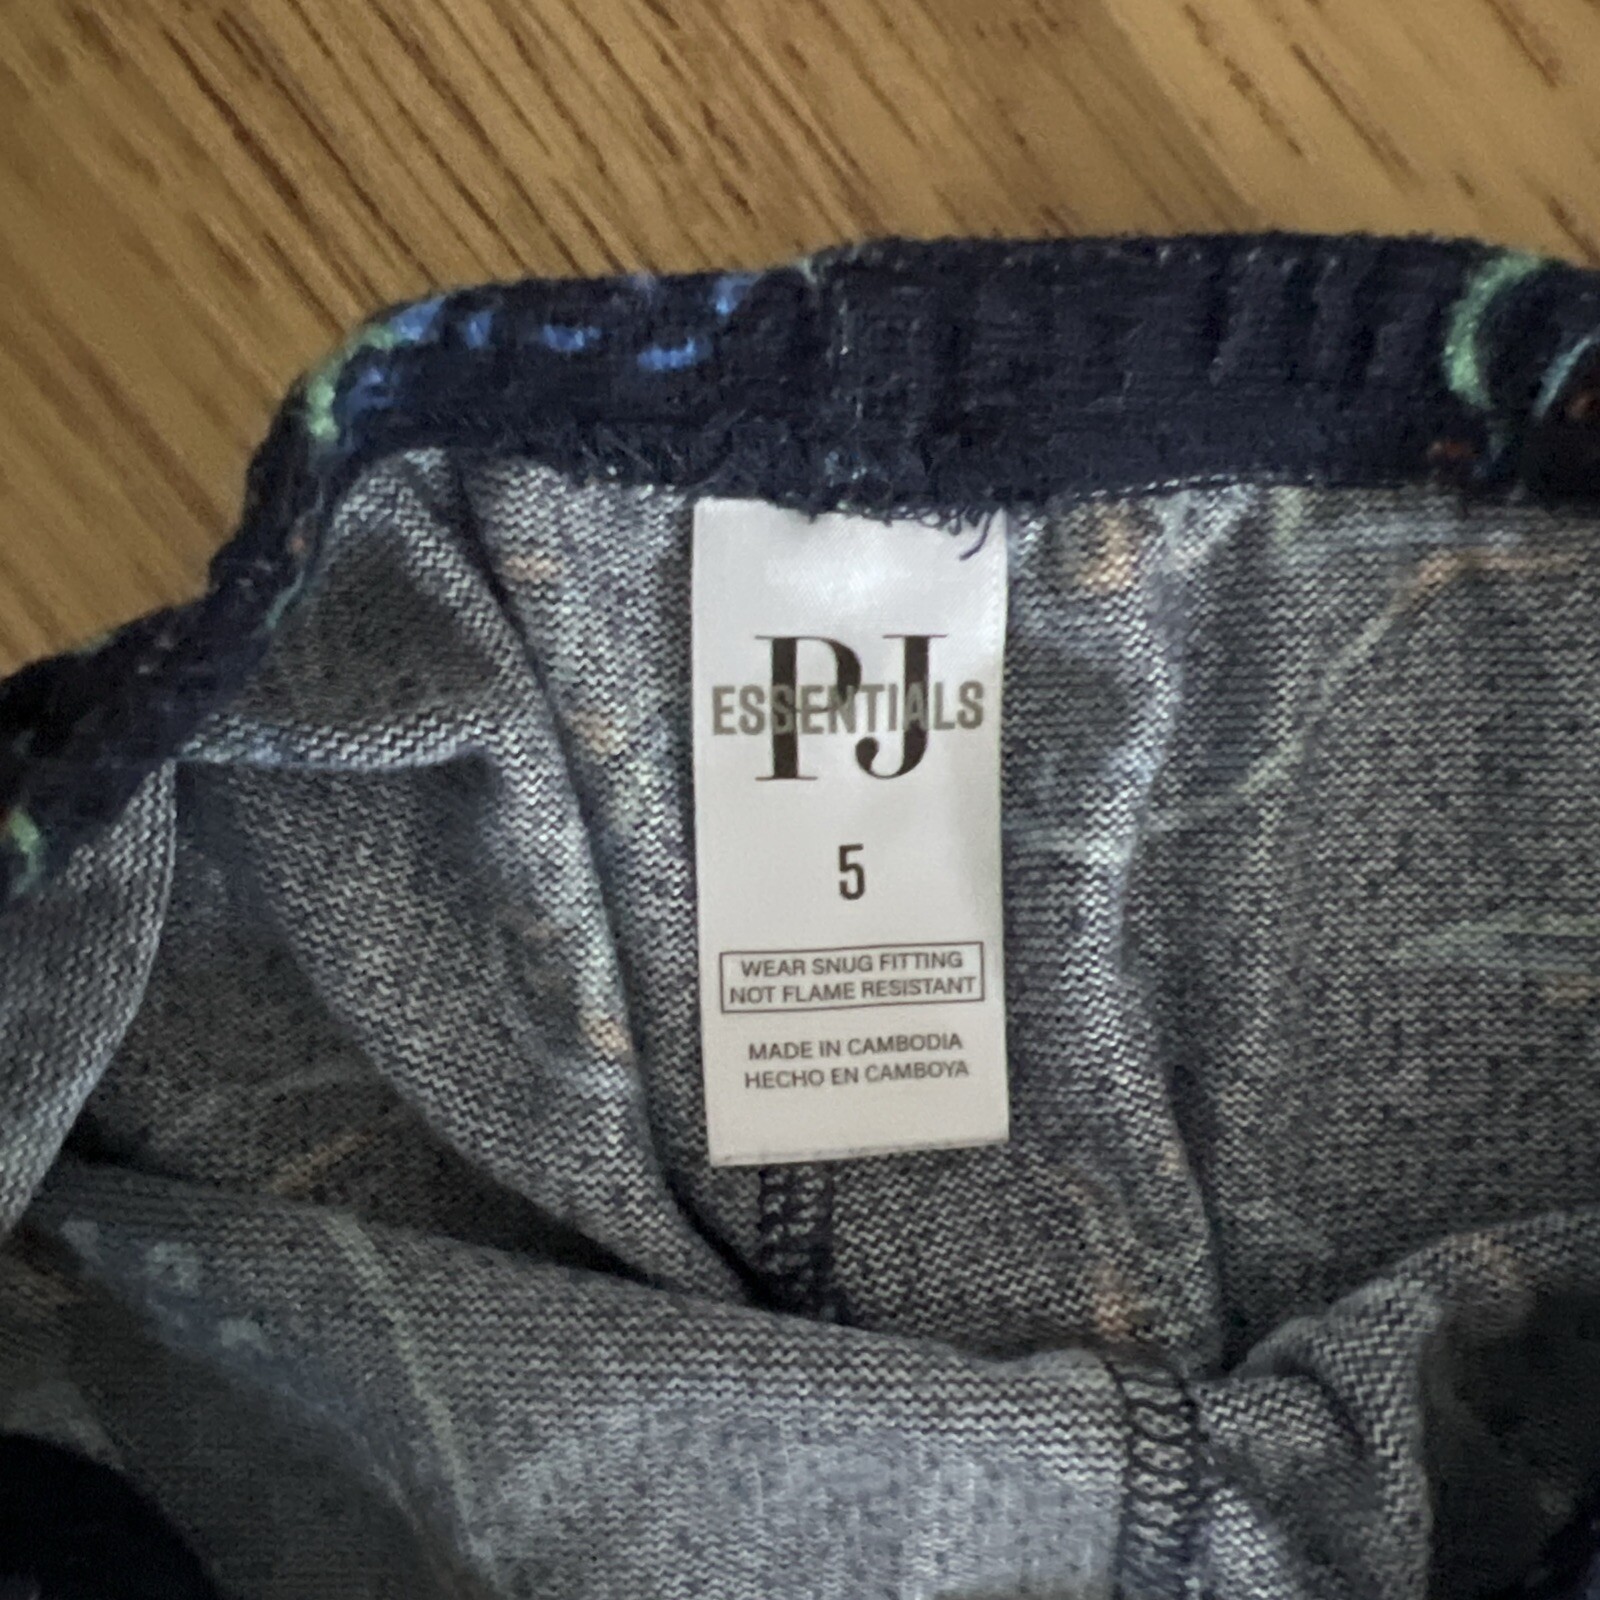 PJ
ESSENTIALS
5
WEAR SNUG FITTING
NOT FLAME RESISTANT
MADE IN CAMBODIA
HECHO EN CAMBOYA